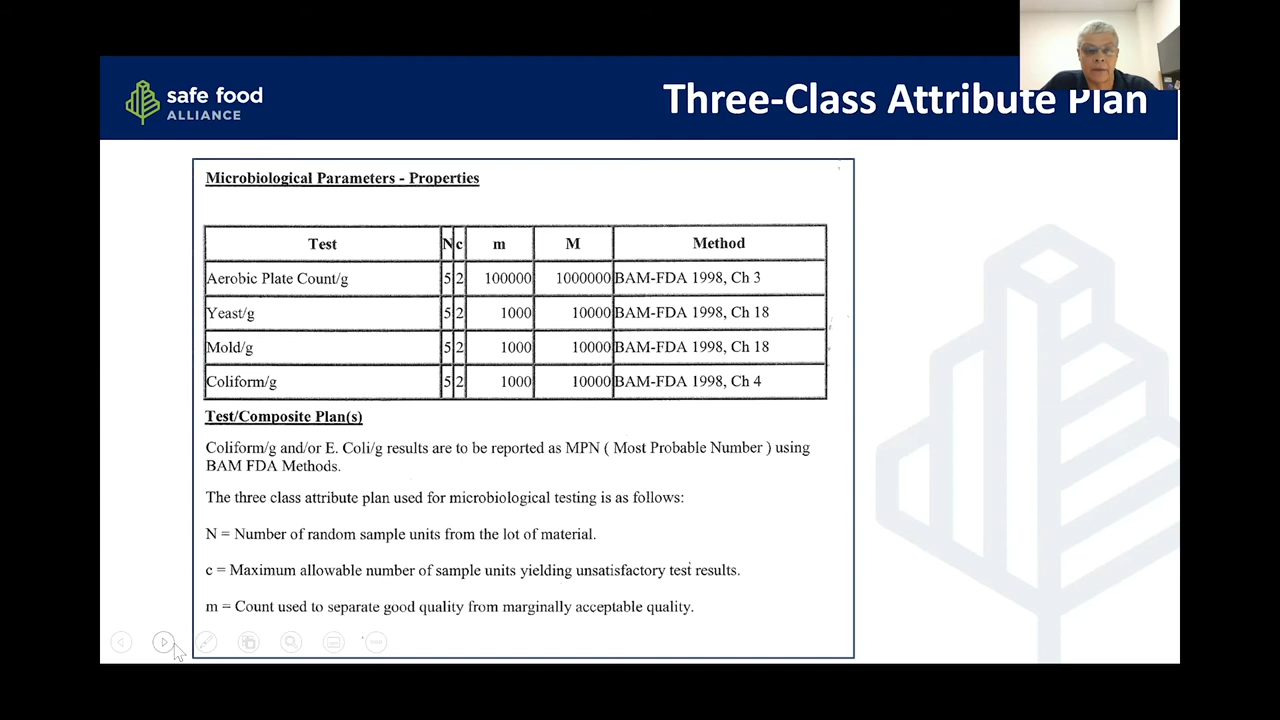 safe food
ALLIANCE
Three-Class Attribute Plan
Microbiological Parameters - Properties
Test N c m M Method
Aerobic Plate Count/g 5 2 100000 1000000 BAM-FDA 1998, Ch 3
Yeast/g 5 2 1000 10000 BAM-FDA 1998, Ch 18
Mold/g 5 2 1000 10000 BAM-FDA 1998, Ch 18
Coliform/g 5 2 1000 10000 BAM-FDA 1998, Ch 4
Test/Composite Plan(s)
Coliform/g and/or E. Coli/g results are to be reported as MPN ( Most Probable Number ) using
BAM FDA Methods.
The three class attribute plan used for microbiological testing is as follows:
N = Number of random sample units from the lot of material.
c = Maximum allowable number of sample units yielding unsatisfactory test results.
m = Count used to separate good quality from marginally acceptable quality.